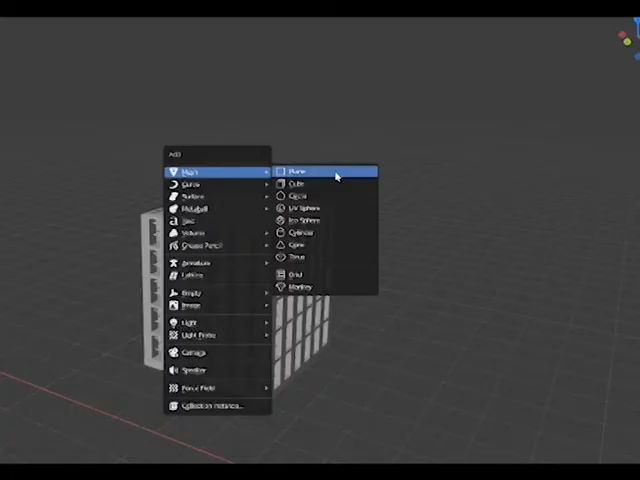 Add
Mesh
Curve
Surface
Metaball
Text
Volume
Grease Pencil
Armature
Lattice
Empty
Image
Light
Light Probe
Camera
Speaker
Force Field
Collection Instance...
Plane
Cube
Circle
UV Sphere
Ico Sphere
Cylinder
Cone
Torus
Grid
Monkey